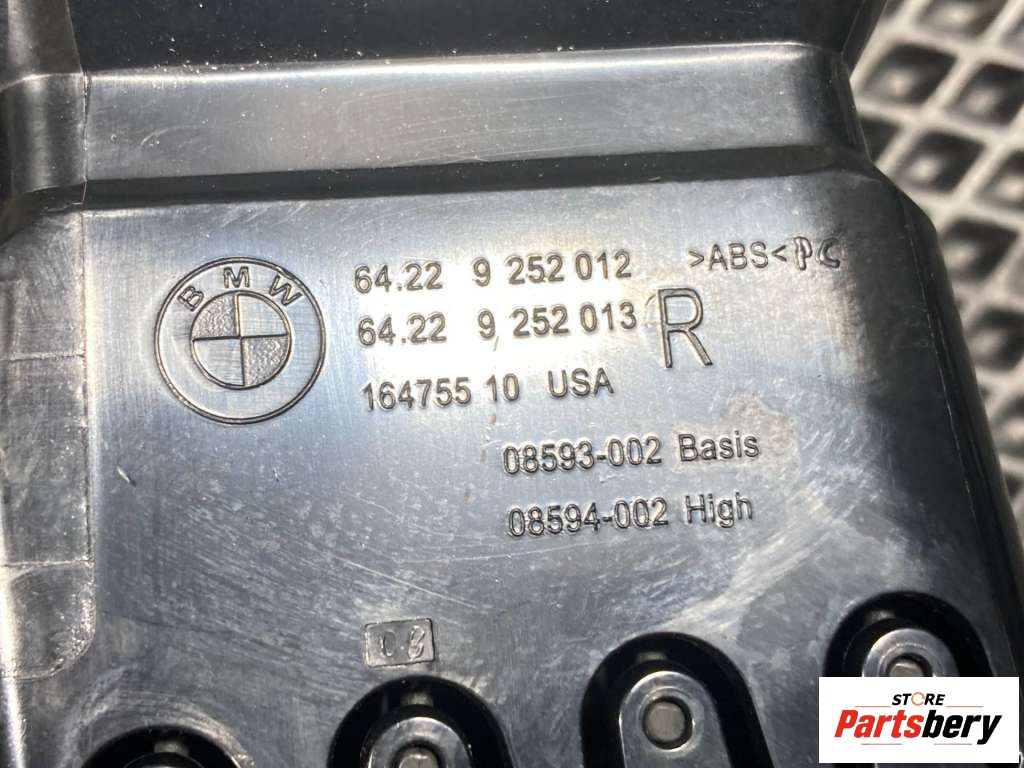 BMW
64.22 9 252 012 >ABS<PC
64.22 9 252 013 R
164755 10 USA
08593-002 Basis
08594-002 High
STORE
Partsbery